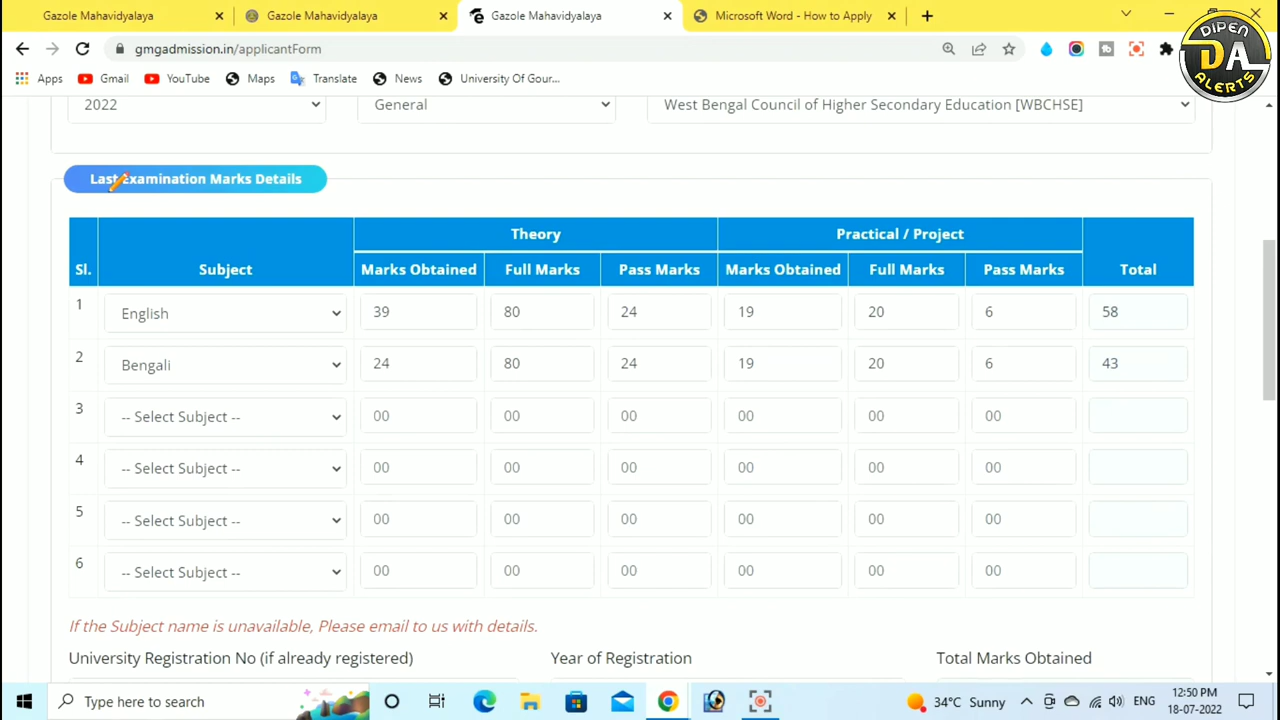 Gazole Mahavidyalaya
Gazole Mahavidyalaya
Gazole Mahavidyalaya
Microsoft Word - How to Apply
gmgadmission.in/applicantForm
DIPEN
DA
ALERTS
Apps
Gmail
YouTube
Maps
Translate
News
University Of Gour...
2022
General
West Bengal Council of Higher Secondary Education [WBCHSE]
Last Examination Marks Details
Theory
Practical / Project
Sl.
Subject
Marks Obtained
Full Marks
Pass Marks
Marks Obtained
Full Marks
Pass Marks
Total
1 English 39 80 24 19 20 6 58
2 Bengali 24 80 24 19 20 6 43
3 -- Select Subject -- 00 00 00 00 00 00
4 -- Select Subject -- 00 00 00 00 00 00
5 -- Select Subject -- 00 00 00 00 00 00
6 -- Select Subject -- 00 00 00 00 00 00
If the Subject name is unavailable, Please email to us with details.
University Registration No (if already registered)
Year of Registration
Total Marks Obtained
Type here to search
34°C Sunny
ENG
12:50 PM
18-07-2022